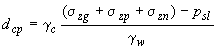 d_cp = γ_c (σ_zg + σ_zp + σ_zn) − p_sl / γ_w